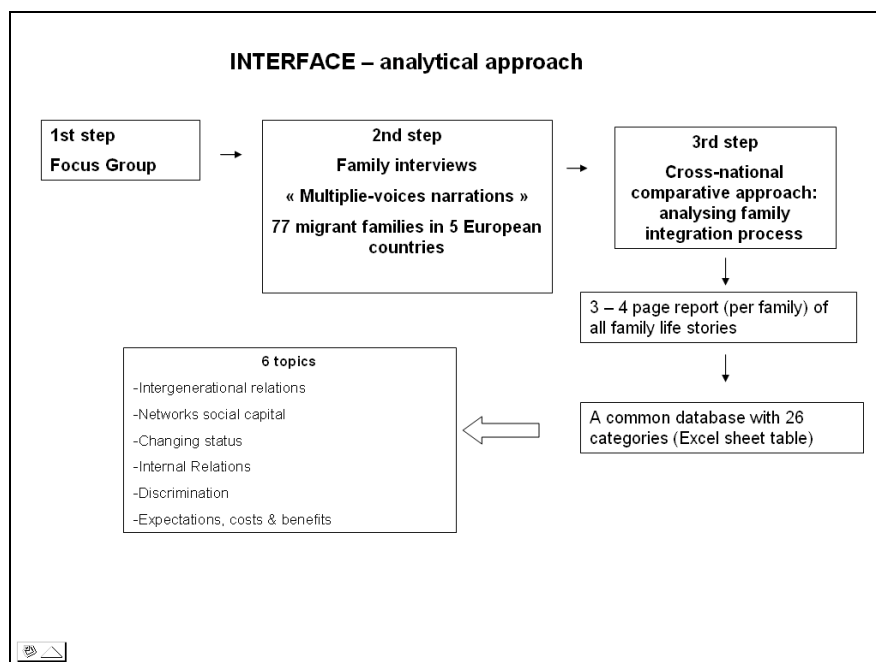 INTERFACE – analytical approach
1st step
Focus Group
2nd step
Family interviews
« Multiplie-voices narrations »
77 migrant families in 5 European
countries
3rd step
Cross-national
comparative approach:
analysing family
integration process
3 – 4 page report (per family) of
all family life stories
A common database with 26
categories (Excel sheet table)
6 topics
-Intergenerational relations
-Networks social capital
-Changing status
-Internal Relations
-Discrimination
-Expectations, costs & benefits